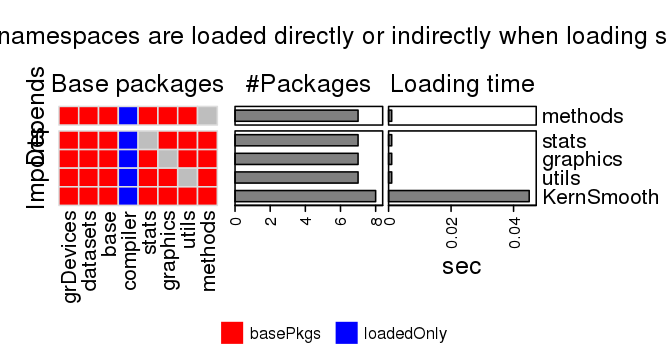 namespaces are loaded directly or indirectly when loading s
Base packages #Packages Loading time
Depends
Imports
methods
stats
graphics
utils
KernSmooth
grDevices
datasets
base
compiler
stats
graphics
utils
methods
0 2 4 6 8
0 0.02 0.04
sec
basePkgs loadedOnly